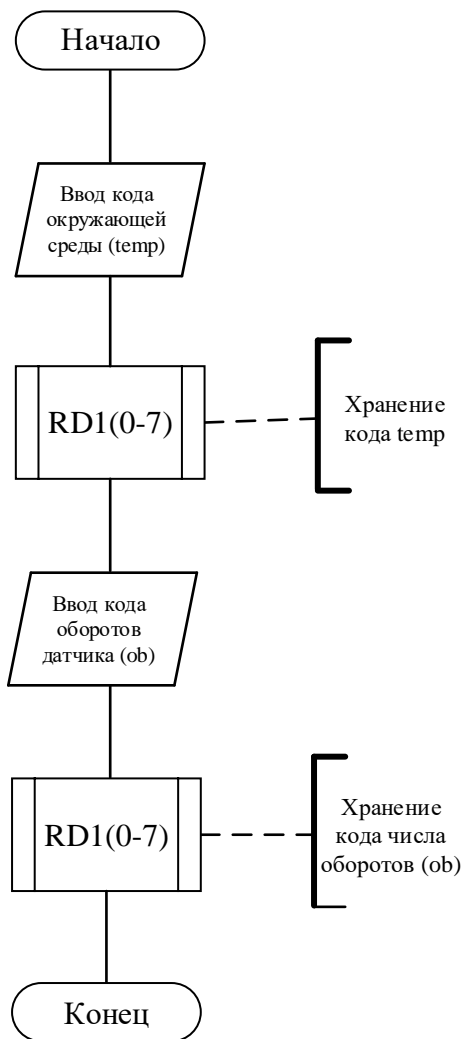 Начало
Ввод кода
окружающей
среды (temp)
RD1(0-7)
Хранение
кода temp
Ввод кода
оборотов
датчика (ob)
RD1(0-7)
Хранение
кода числа
оборотов (ob)
Конец